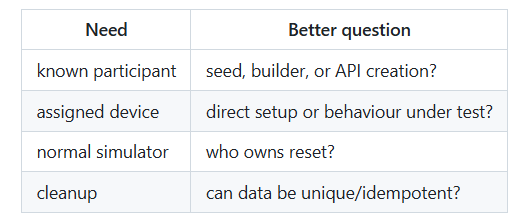 Need Better question
known participant seed, builder, or API creation?
assigned device direct setup or behaviour under test?
normal simulator who owns reset?
cleanup can data be unique/idempotent?